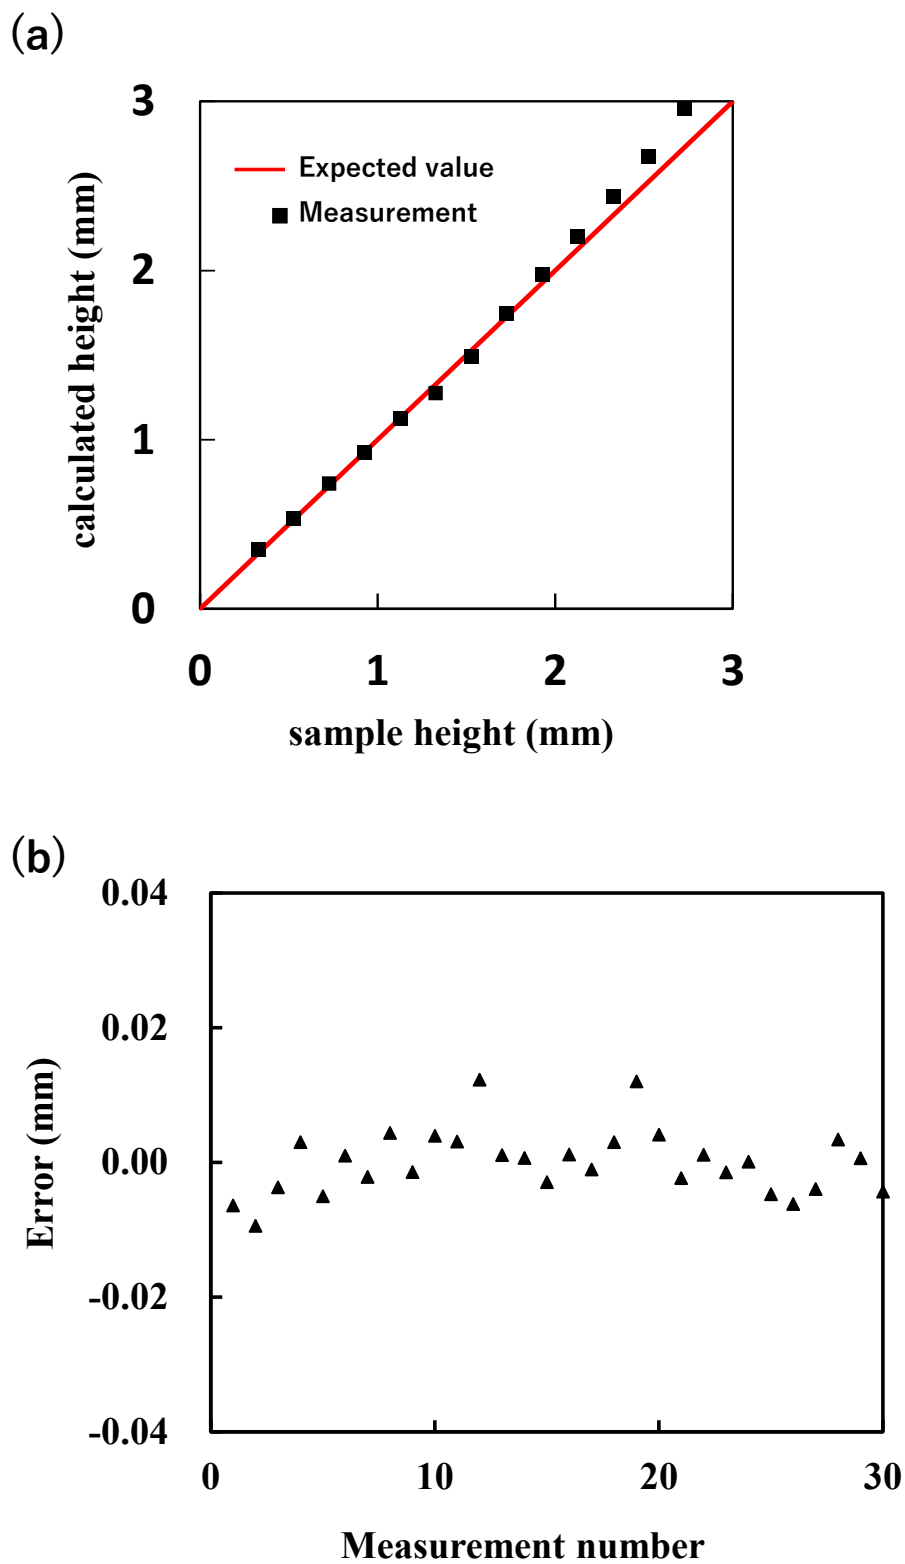 (a)
3
Expected value
Measurement
2
1
0
calculated height (mm)
0 1 2 3
sample height (mm)
(b)
0.04
0.02
0.00
-0.02
-0.04
Error (mm)
0 10 20 30
Measurement number